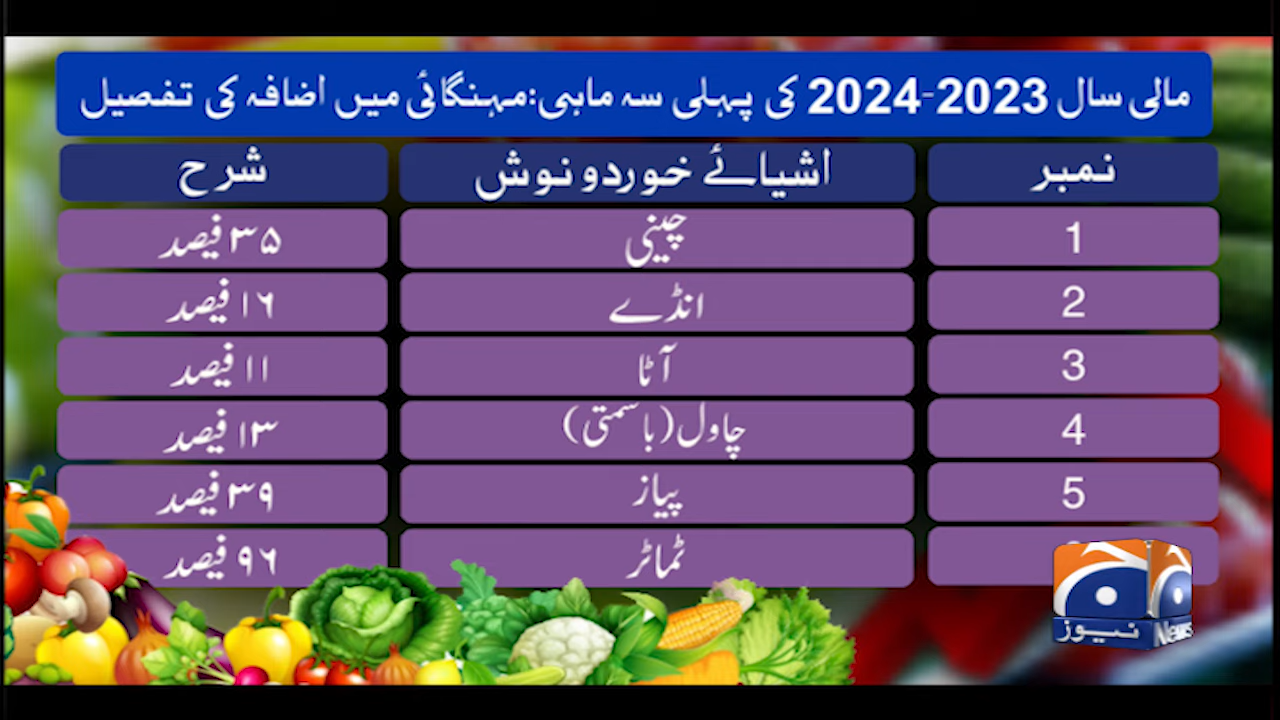 مالی سال 2023-2024 کی پہلی سہ ماہی:مہنگائی میں اضافہ کی تفصیل
نمبر اشیائے خوردو نوش شرح
1 چینی ۳۵ فیصد
2 انڈے ۱۶ فیصد
3 آٹا ۱۱ فیصد
4 چاول(باسمتی) ۱۳ فیصد
5 پیاز ۳۹ فیصد
ٹماٹر ۹۶ فیصد
نیوز News